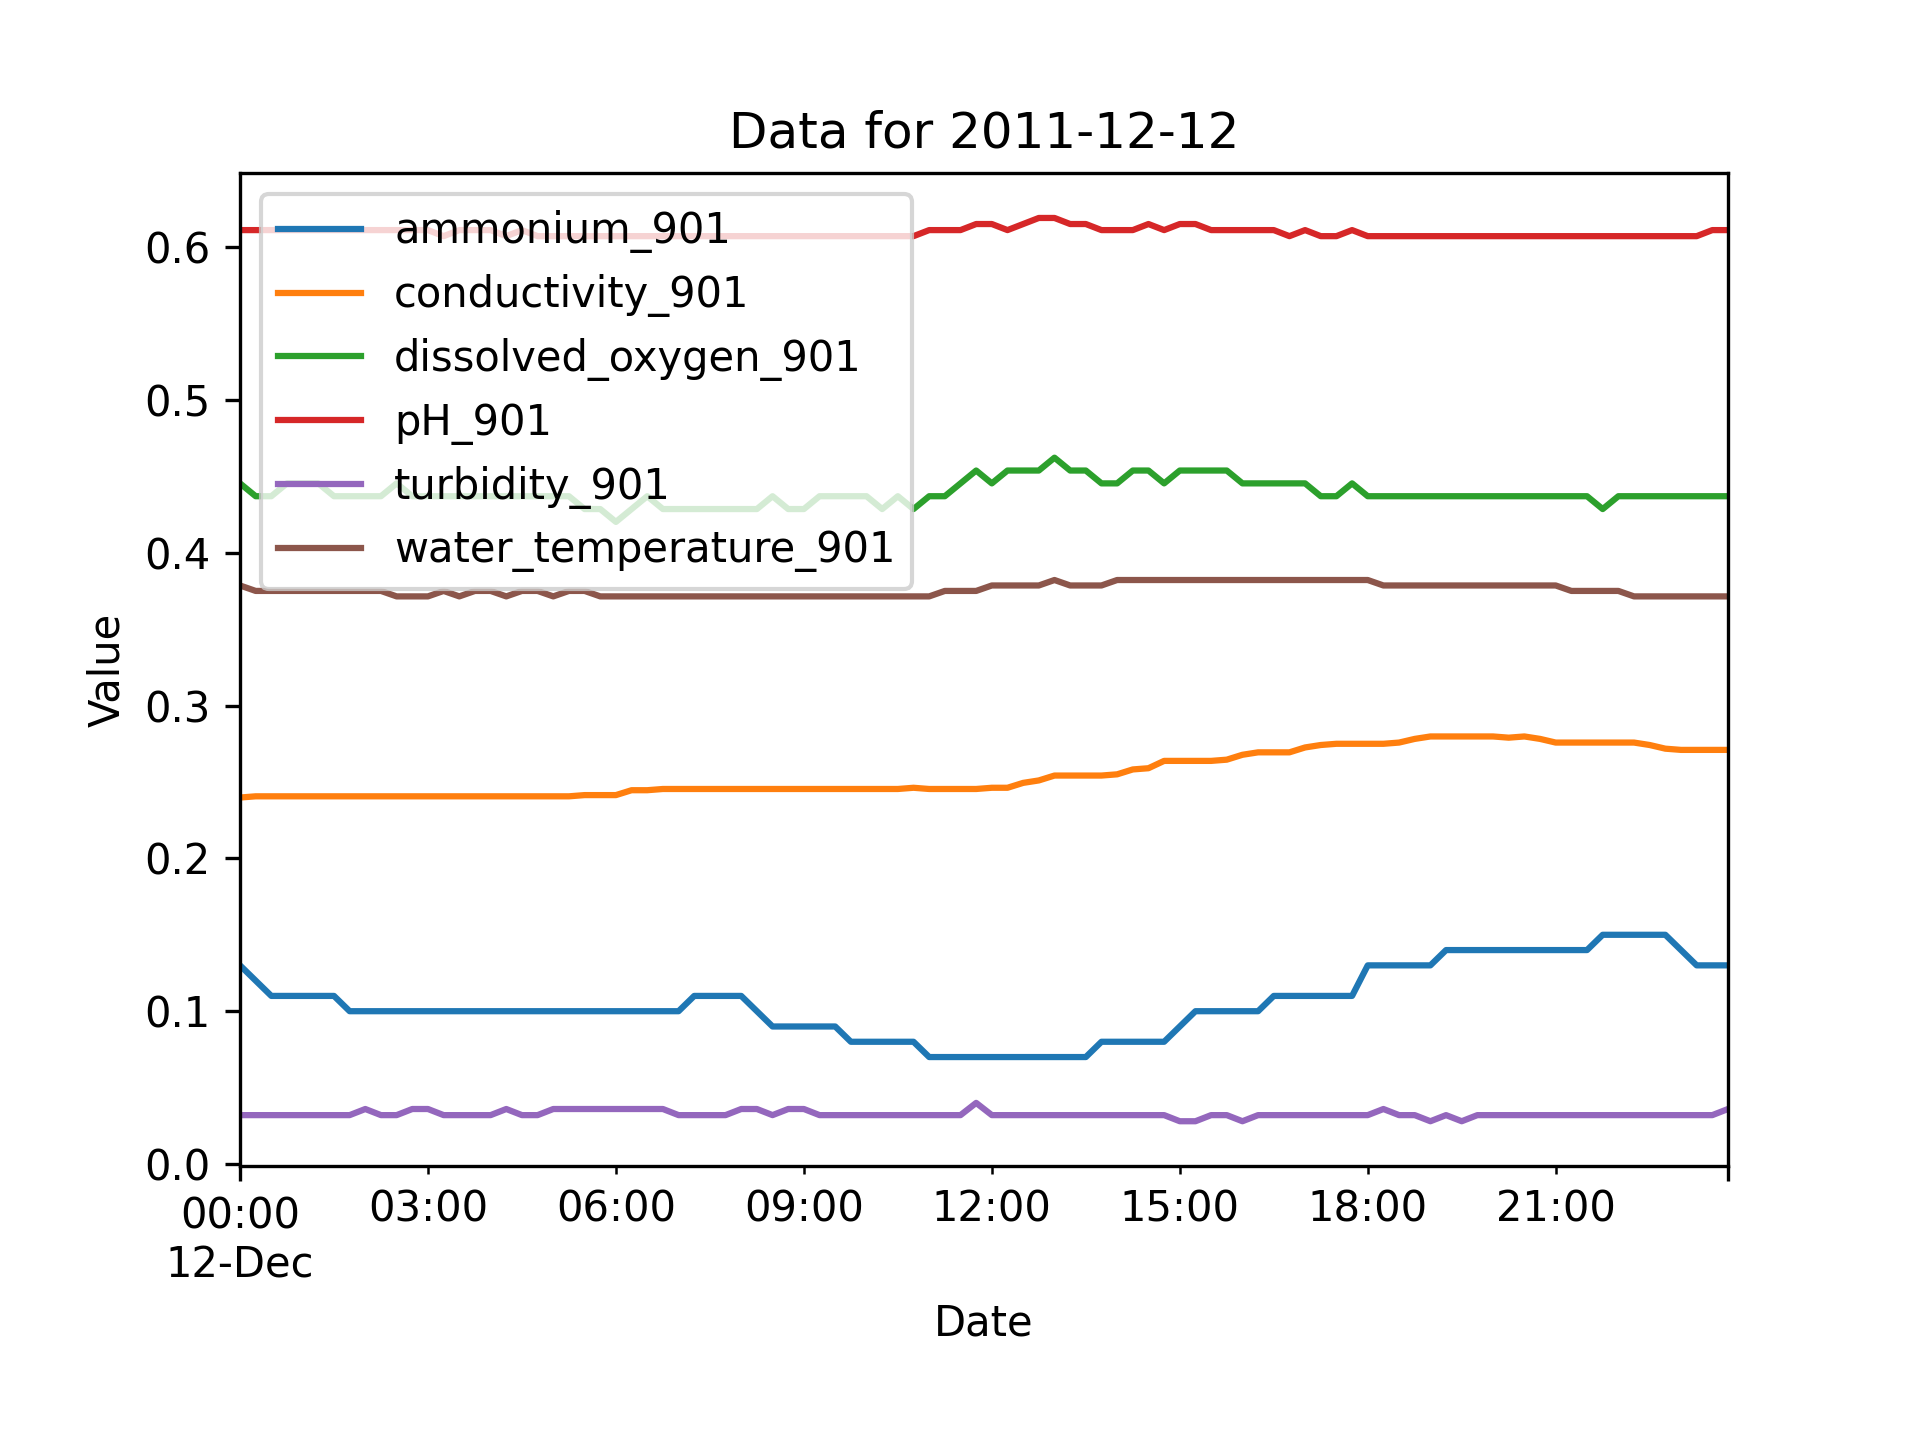 Data for 2011-12-12
ammonium_901
conductivity_901
dissolved_oxygen_901
pH_901
turbidity_901
water_temperature_901
0.6
0.5
0.4
0.3
0.2
0.1
0.0
Value
00:00 03:00 06:00 09:00 12:00 15:00 18:00 21:00
12-Dec
Date